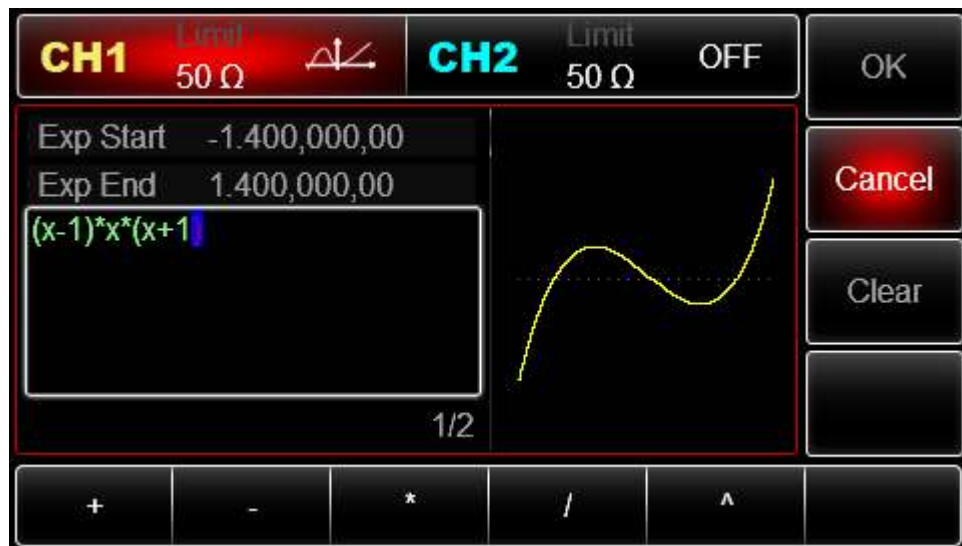 CH1 Limit 50 Ω CH2 Limit 50 Ω OFF OK
Exp Start -1.400,000,00
Exp End 1.400,000,00
Cancel
(x-1)*x*(x+1)
Clear
1/2
+ - * / ^